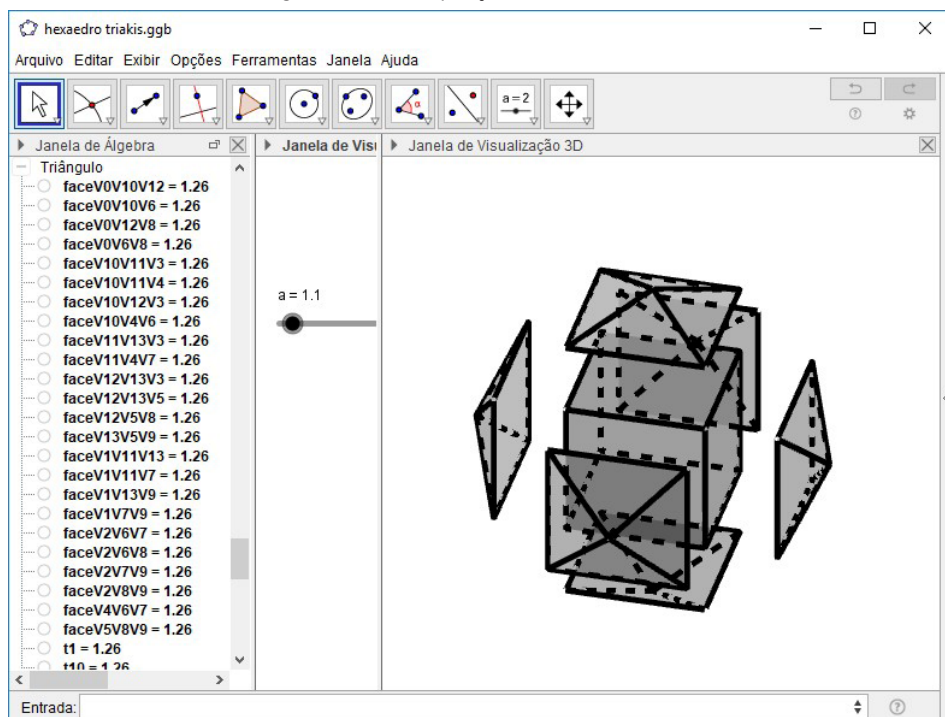 hexaedro triakis.ggb
Arquivo Editar Exibir Opções Ferramentas Janela Ajuda
a=2
Janela de Álgebra
Janela de Vis
Janela de Visualização 3D
Triângulo
faceV0V10V12 = 1.26
faceV0V10V6 = 1.26
faceV0V12V8 = 1.26
faceV0V6V8 = 1.26
faceV10V11V3 = 1.26
faceV10V11V4 = 1.26
faceV10V12V3 = 1.26
faceV10V4V6 = 1.26
faceV11V13V3 = 1.26
faceV11V4V7 = 1.26
faceV12V13V3 = 1.26
faceV12V13V5 = 1.26
faceV12V5V8 = 1.26
faceV13V5V9 = 1.26
faceV1V11V13 = 1.26
faceV1V11V7 = 1.26
faceV1V13V9 = 1.26
faceV1V7V9 = 1.26
faceV2V6V7 = 1.26
faceV2V6V8 = 1.26
faceV2V7V9 = 1.26
faceV2V8V9 = 1.26
faceV4V6V7 = 1.26
faceV5V8V9 = 1.26
t1 = 1.26
t10 = 1.26
a = 1.1
Entrada: